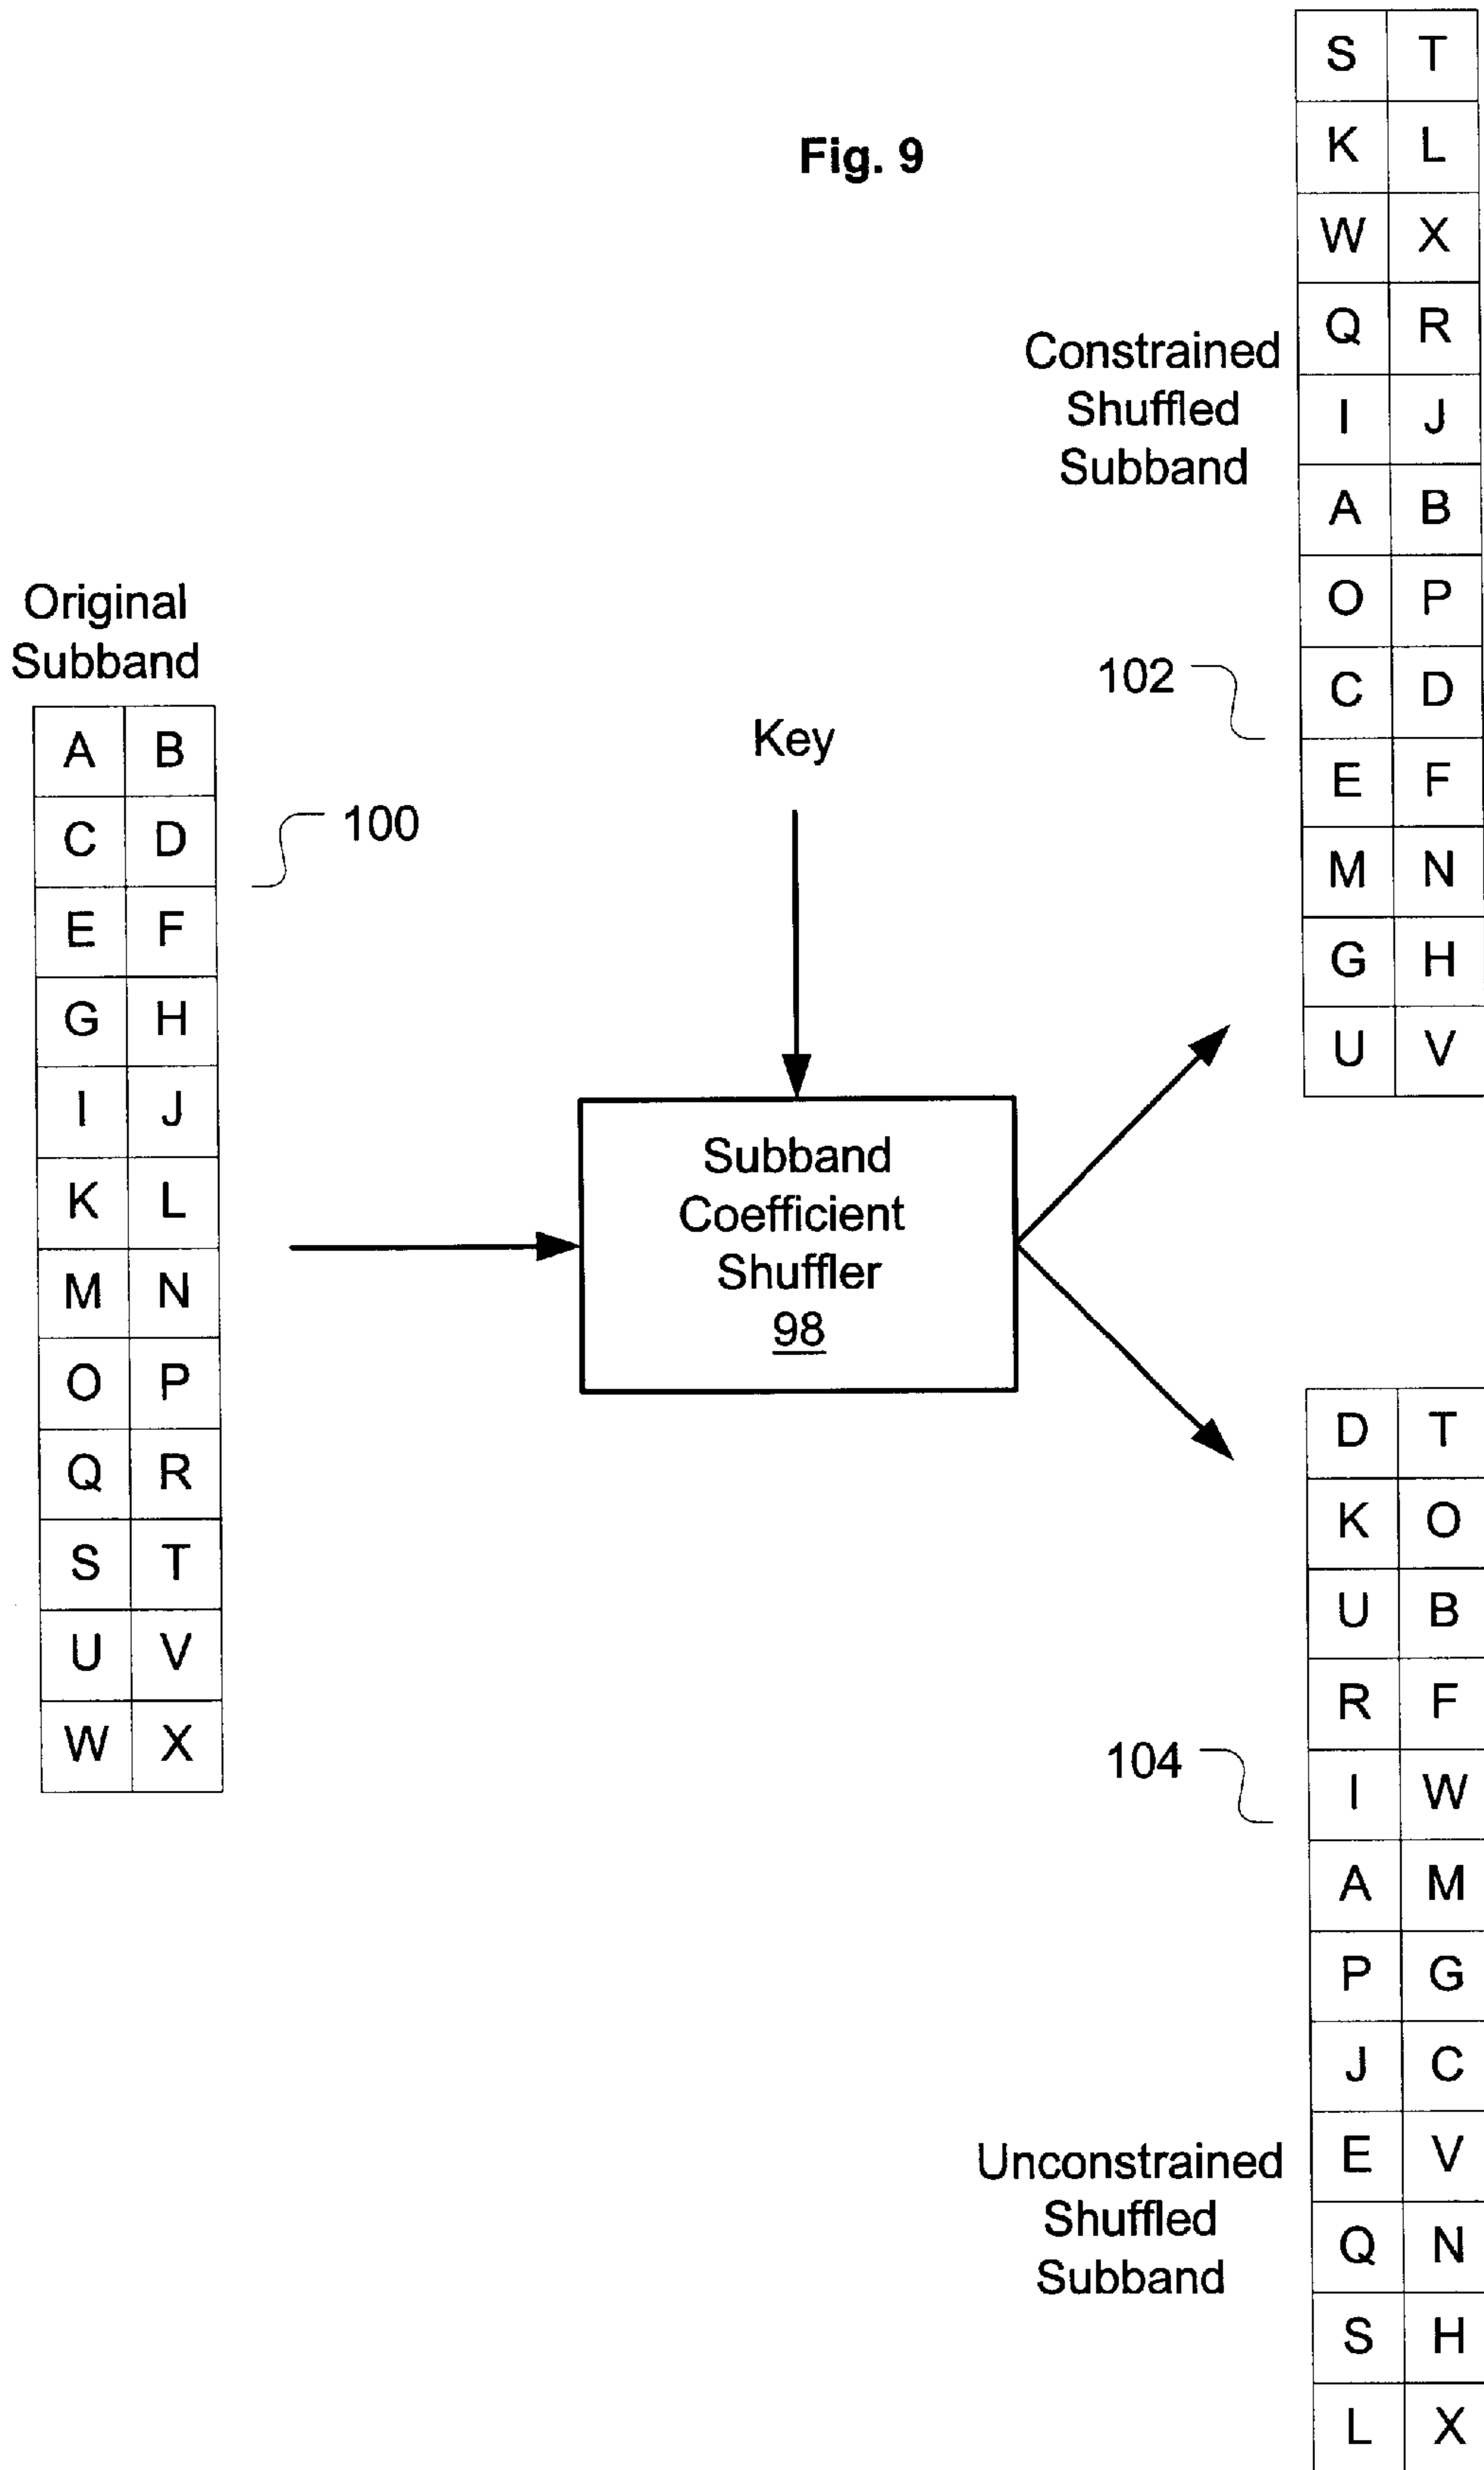 Fig. 9
Original
Subband
A B
C D
E F
G H
I J
K L
M N
O P
Q R
S T
U V
W X
100
Key
Subband
Coefficient
Shuffler
98
Constrained
Shuffled
Subband
102
S T
K L
W X
Q R
I J
A B
O P
C D
E F
M N
G H
U V
104
Unconstrained
Shuffled
Subband
D T
K O
U B
R F
I W
A M
P G
J C
E V
Q N
S H
L X